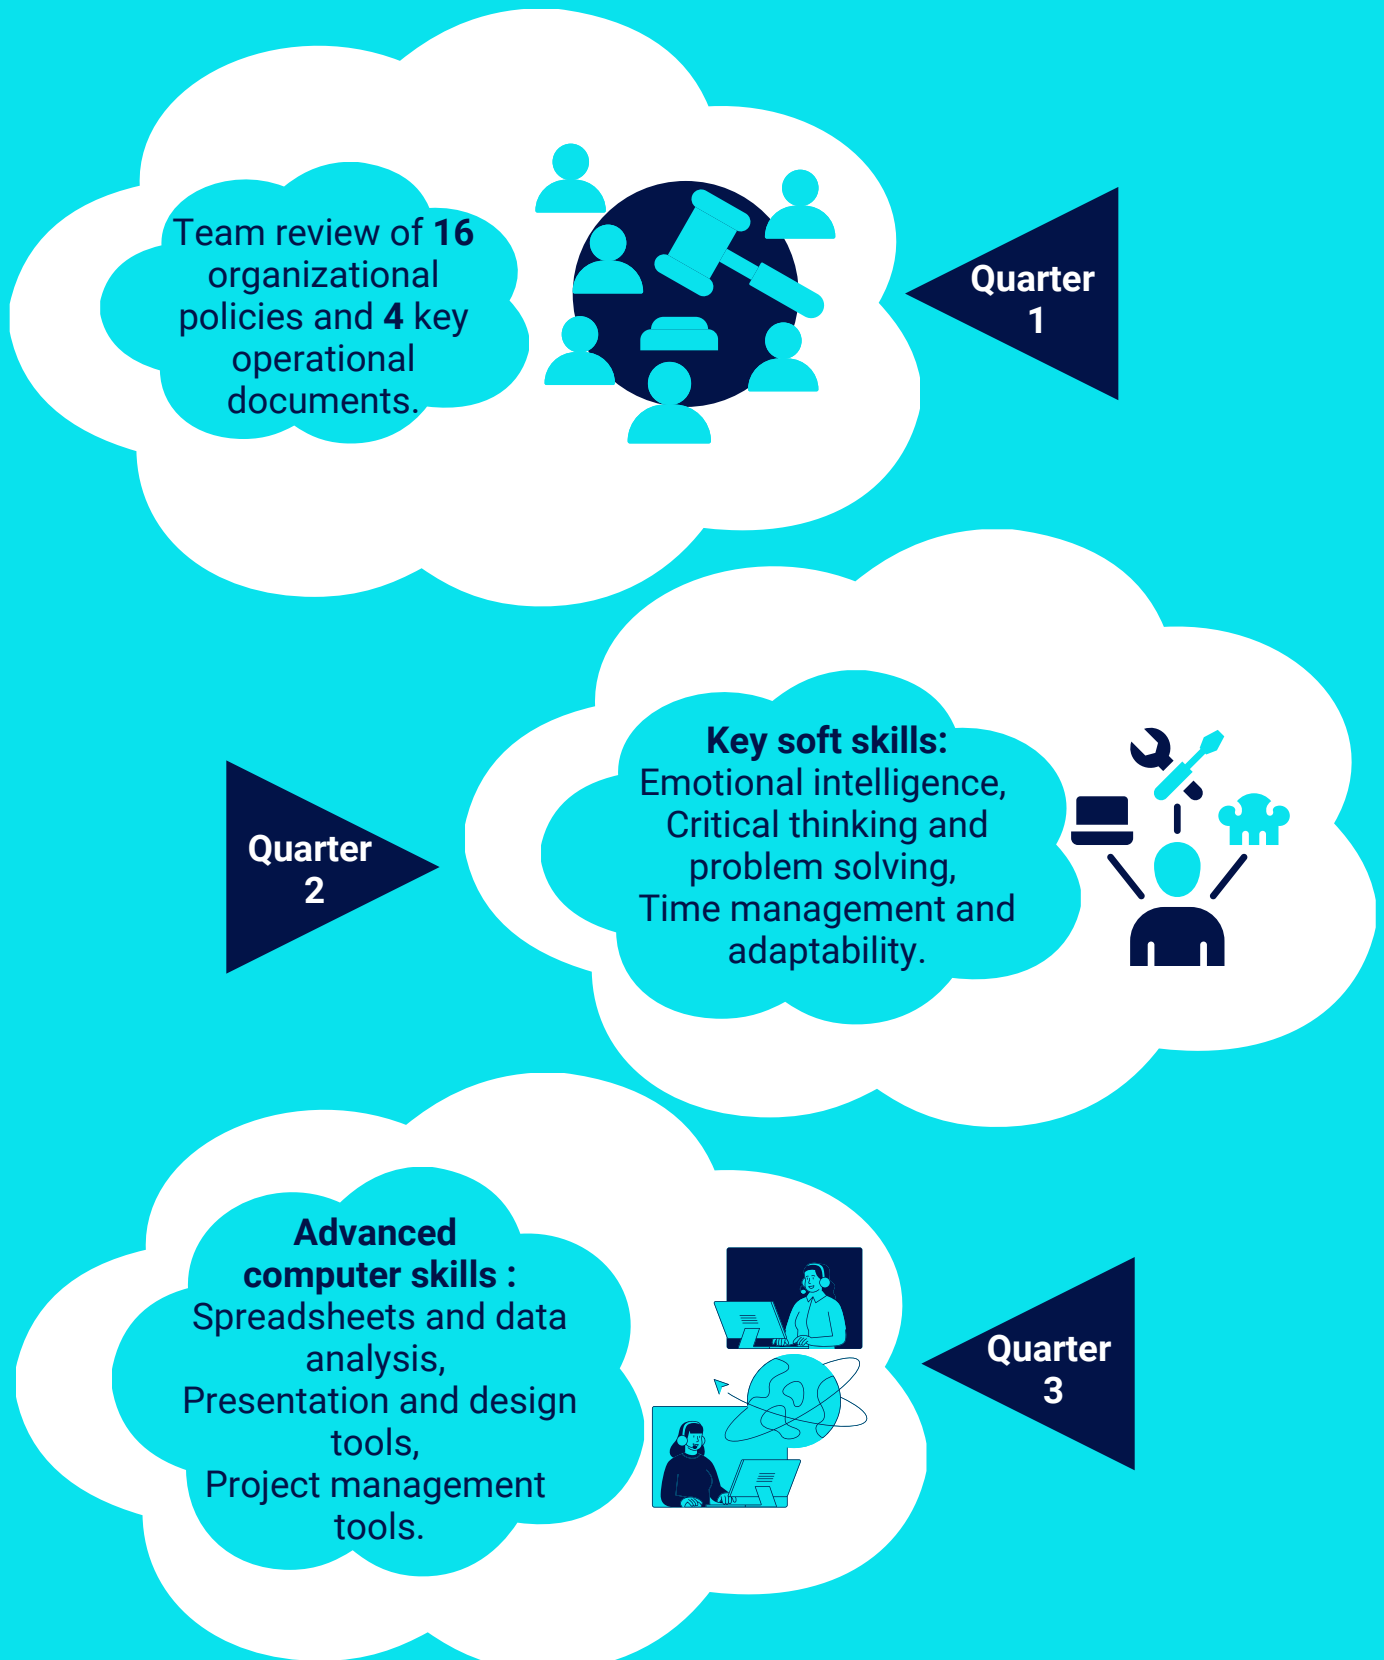 Team review of 16
organizational
policies and 4 key
operational
documents.
Quarter
1
Quarter
2
Key soft skills:
Emotional intelligence,
Critical thinking and
problem solving,
Time management and
adaptability.
Advanced
computer skills :
Spreadsheets and data
analysis,
Presentation and design
tools,
Project management
tools.
Quarter
3